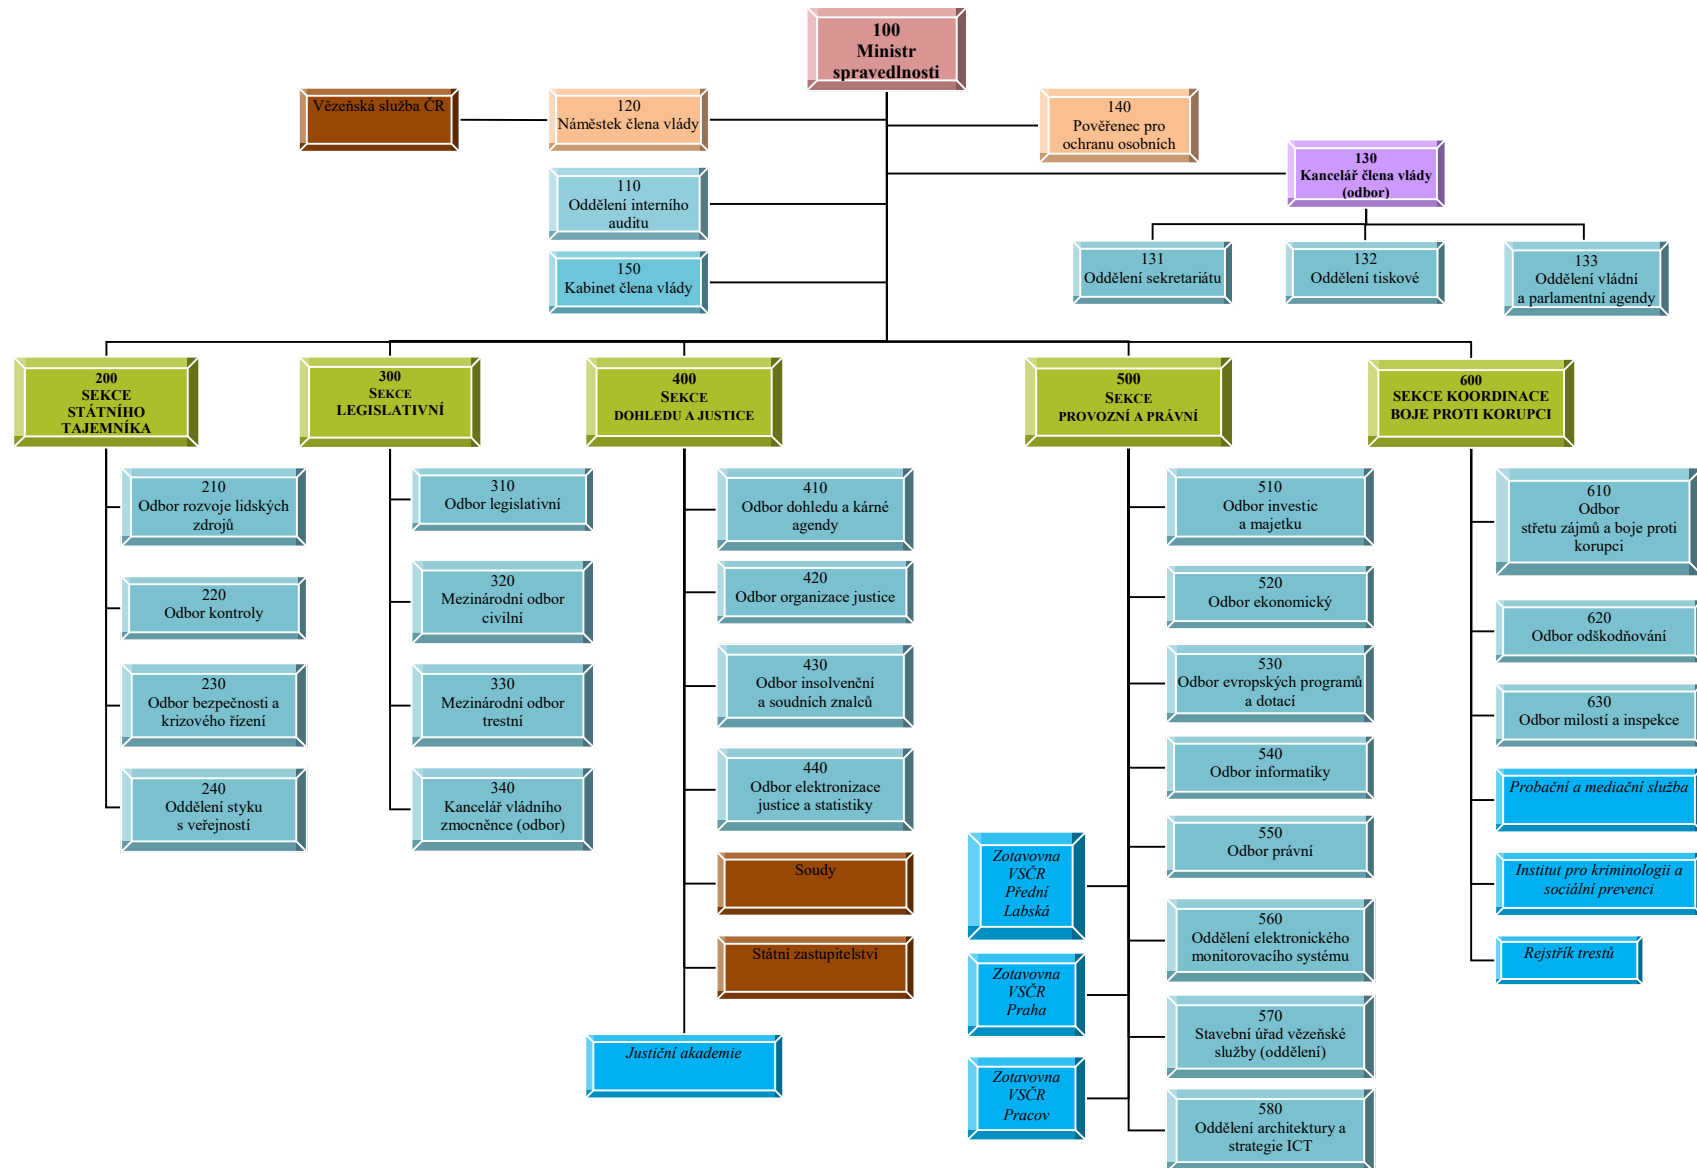 100
Ministr
spravedlnosti
Vězeňská služba ČR
120
Náměstek člena vlády
140
Pověřenec pro
ochranu osobních
130
Kancelář člena vlády
(odbor)
110
Oddělení interního
auditu
150
Kabinet člena vlády
131
Oddělení sekretariátu
132
Oddělení tiskové
133
Oddělení vládní
a parlamentní agendy
200
SEKCE
STÁTNÍHO
TAJEMNÍKA
300
SEKCE
LEGISLATIVNÍ
400
SEKCE
DOHLEDU A JUSTICE
500
SEKCE
PROVOZNÍ A PRÁVNÍ
600
SEKCE KOORDINACE
BOJE PROTI KORUPCI
210
Odbor rozvoje lidských
zdrojů
220
Odbor kontroly
230
Odbor bezpečnosti a
krizového řízení
240
Oddělení styku
s veřejností
310
Odbor legislativní
320
Mezinárodní odbor
civilní
330
Mezinárodní odbor
trestní
340
Kancelář vládního
zmocněnce (odbor)
410
Odbor dohledu a kárné
agendy
420
Odbor organizace justice
430
Odbor insolvenční
a soudních znalců
440
Odbor elektronizace
justice a statistiky
Soudy
Státní zastupitelství
Justiční akademie
510
Odbor investic
a majetku
520
Odbor ekonomický
530
Odbor evropských programů
a dotací
540
Odbor informatiky
550
Odbor právní
560
Oddělení elektronického
monitorovacího systému
570
Stavební úřad vězeňské
služby (oddělení)
580
Oddělení architektury a
strategie ICT
Zotavovna
VSČR
Přední
Labská
Zotavovna
VSČR
Praha
Zotavovna
VSČR
Pracov
610
Odbor
střetu zájmů a boje proti
korupci
620
Odbor odškodňování
630
Odbor milostí a inspekce
Probační a mediační služba
Institut pro kriminologii a
sociální prevenci
Rejstřík trestů